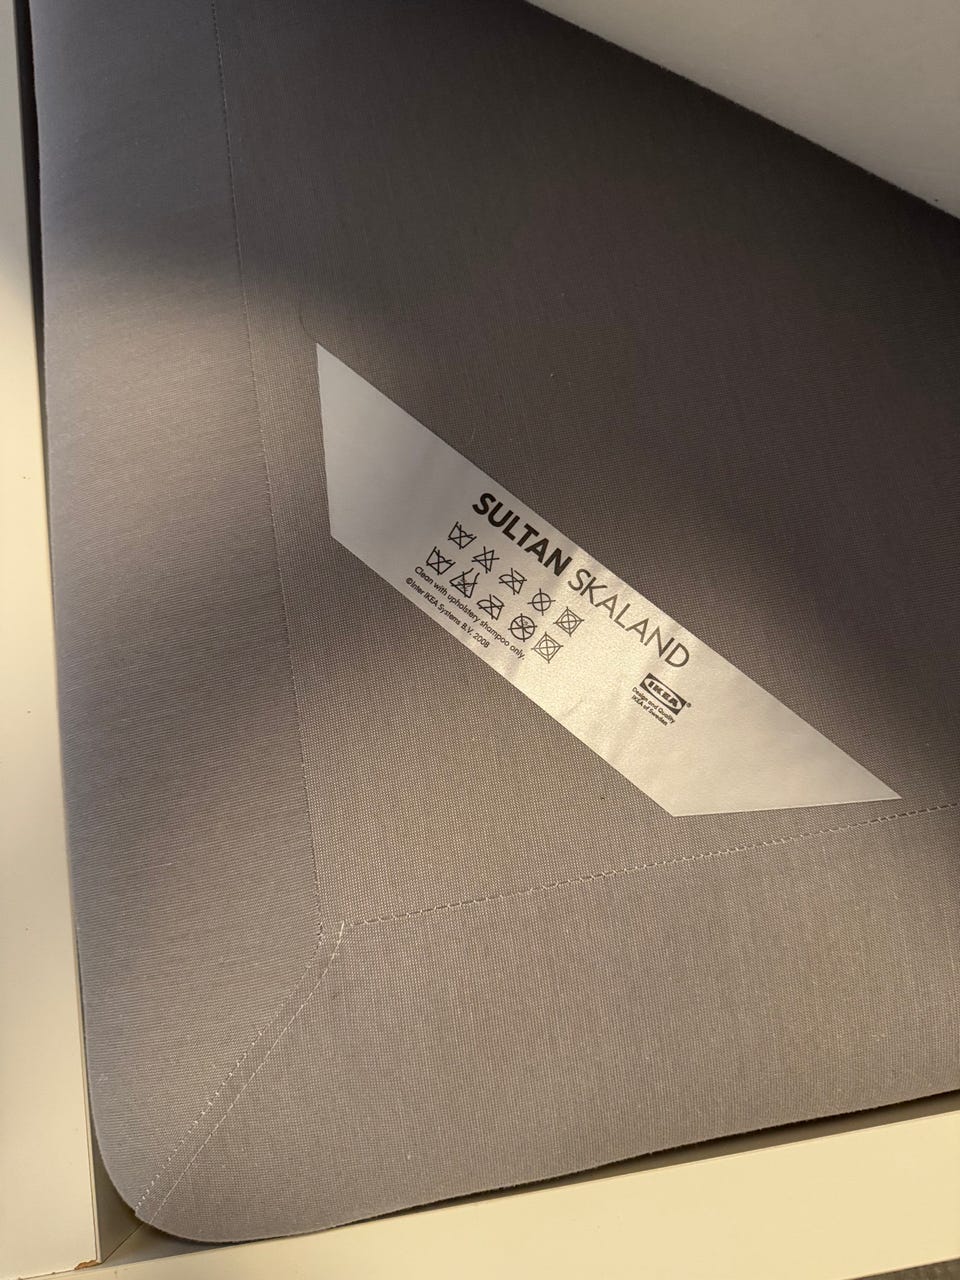 SULTAN SKALAND
Clean with upholstery shampoo only.
©Inter IKEA Systems B.V. 2008
IKEA®
Design and Quality
IKEA of Sweden